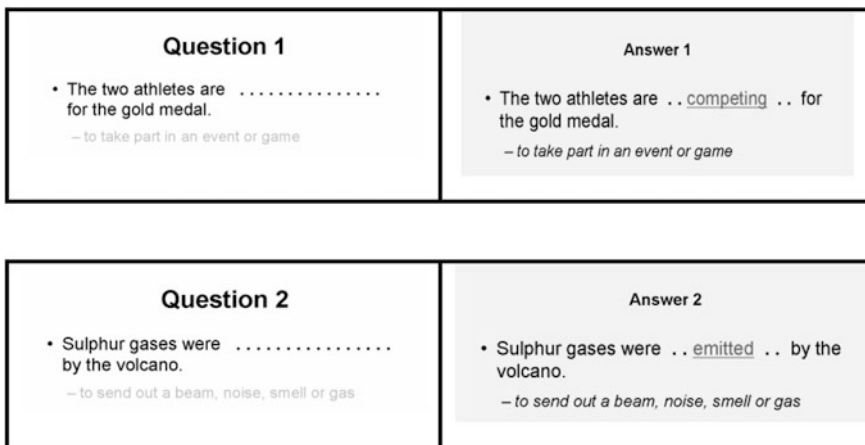 Question 1
• The two athletes are ...............
for the gold medal.
– to take part in an event or game
Answer 1
• The two athletes are . . competing . . for
the gold medal.
– to take part in an event or game
Question 2
• Sulphur gases were ................
by the volcano.
– to send out a beam, noise, smell or gas
Answer 2
• Sulphur gases were . . emitted . . by the
volcano.
– to send out a beam, noise, smell or gas